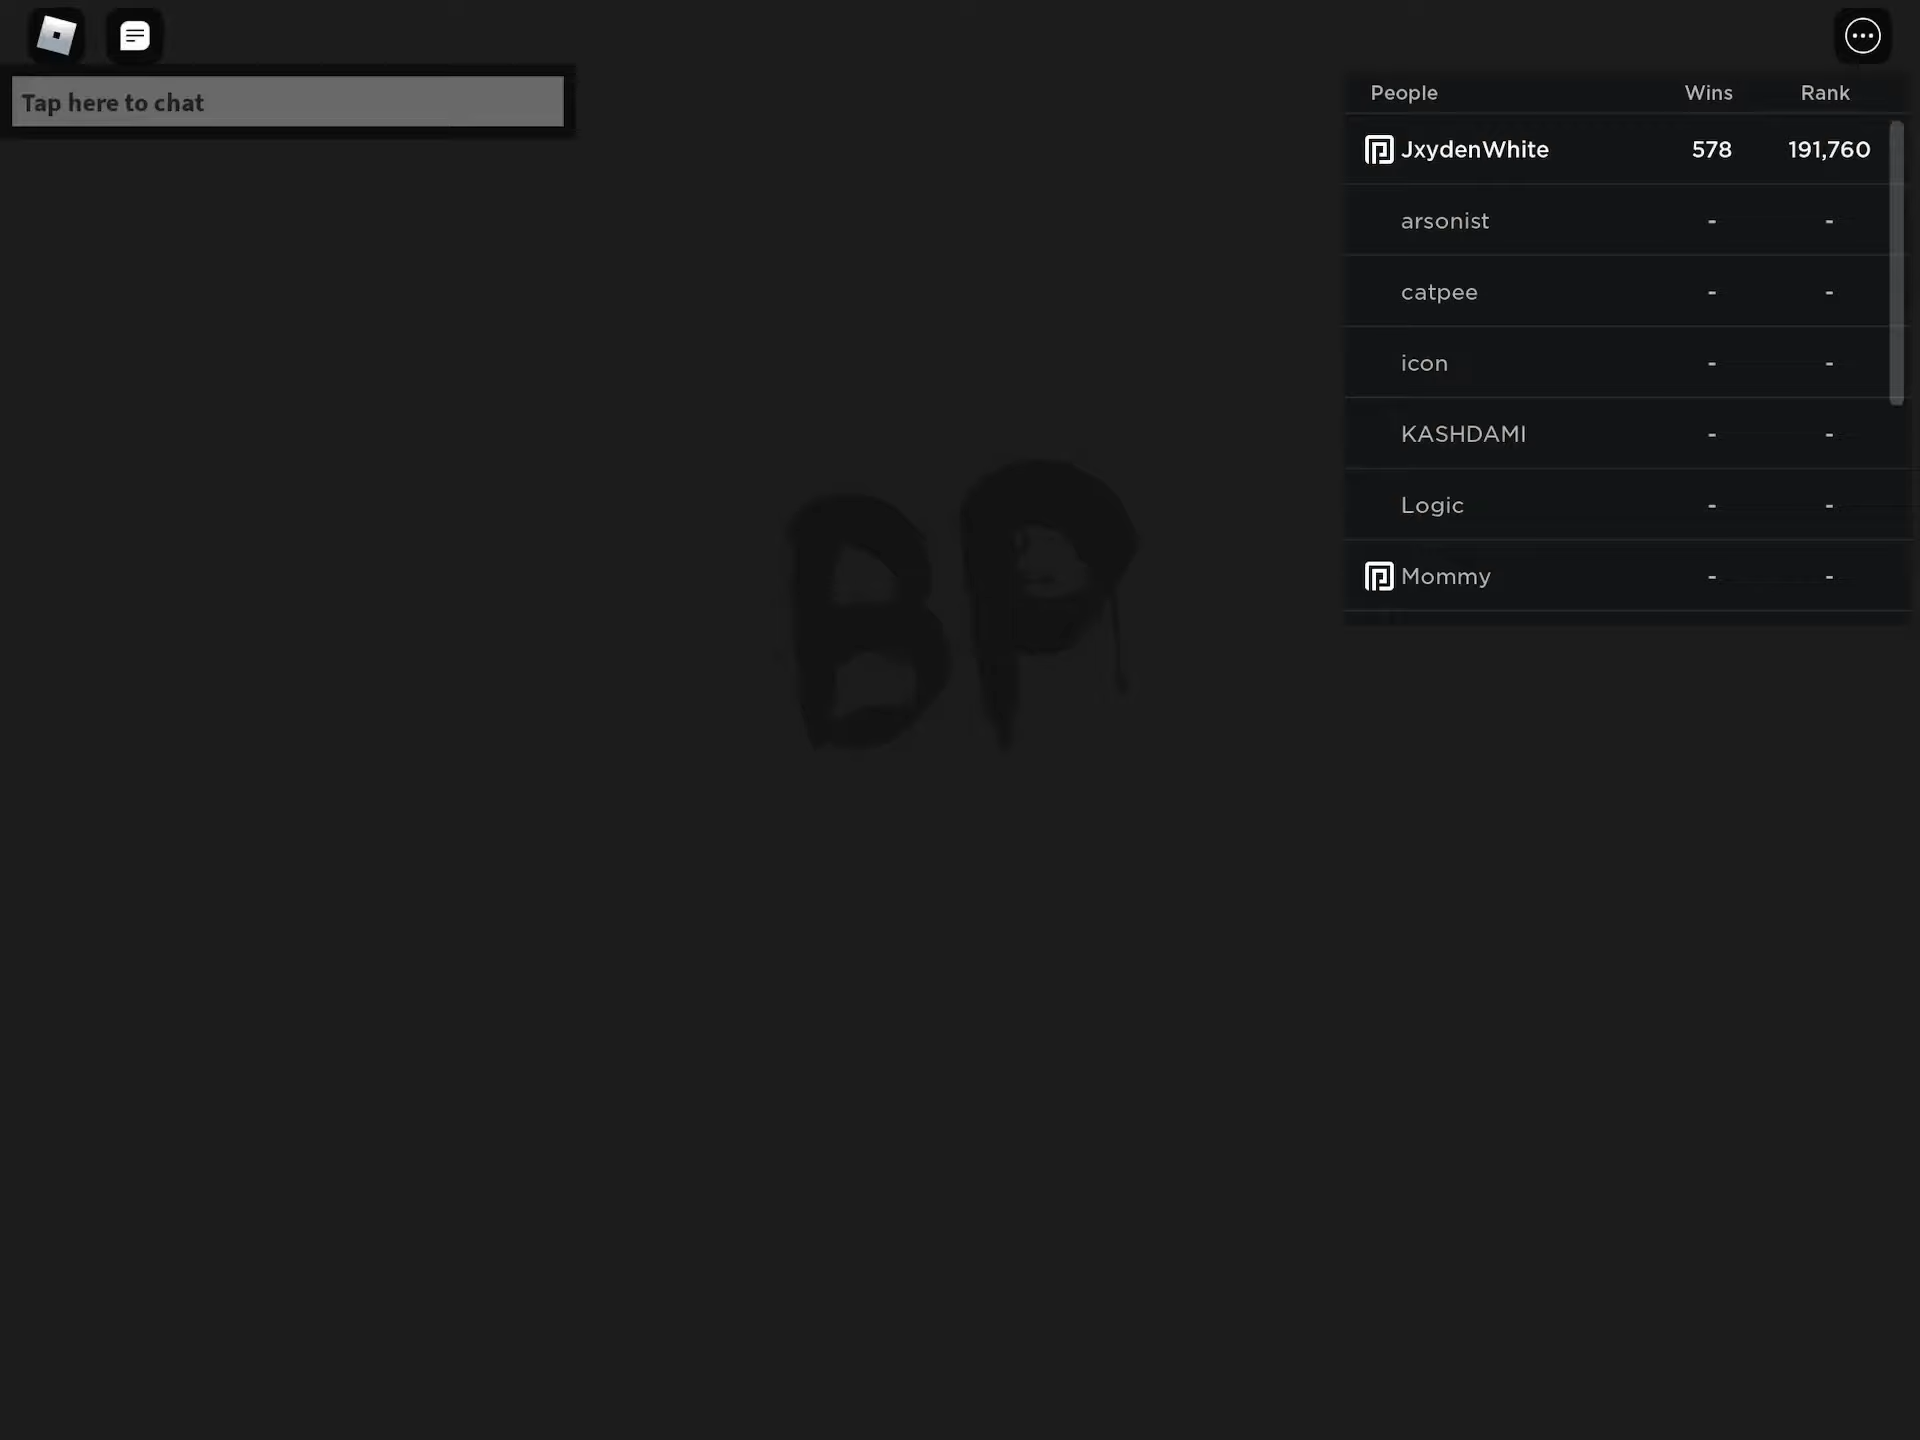 Tap here to chat
People Wins Rank
JxydenWhite 578 191,760
arsonist - -
catpee - -
icon - -
KASHDAMI - -
Logic - -
Mommy - -
BP